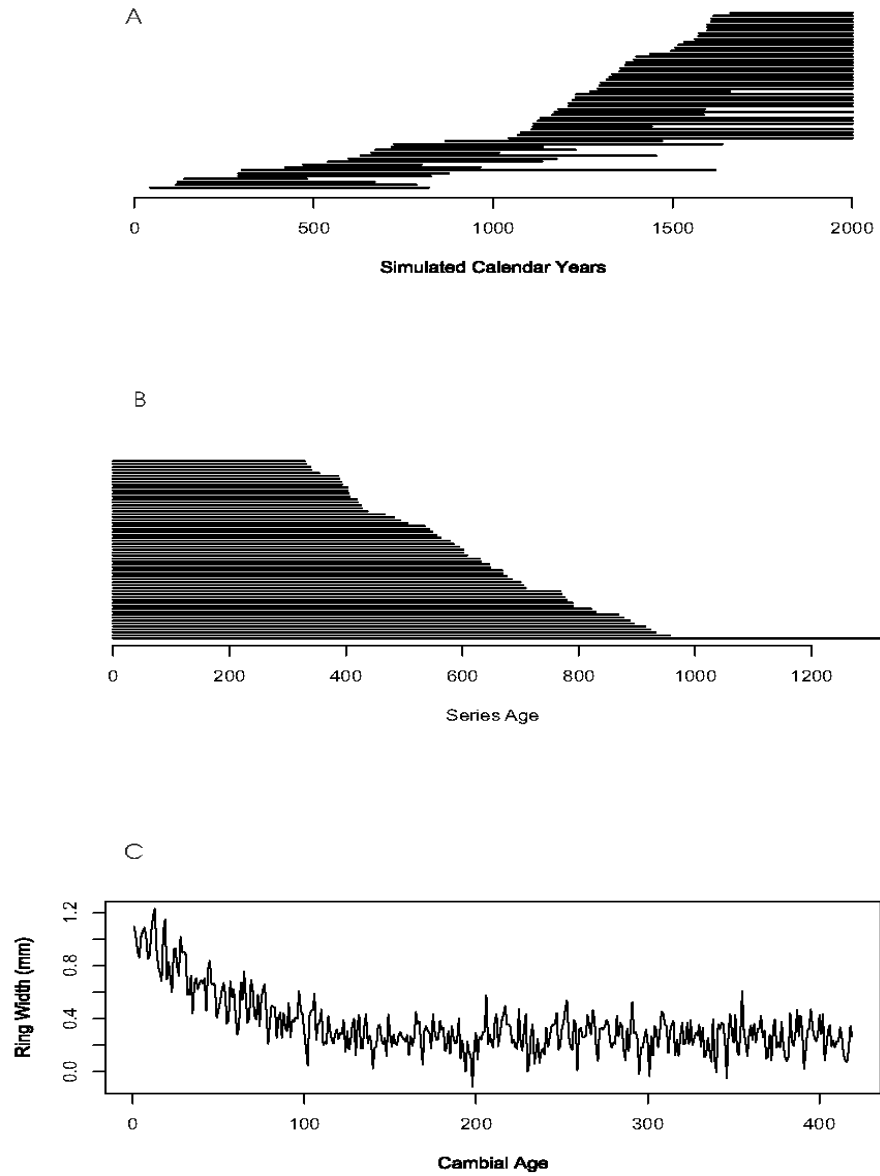 A
0 500 1000 1500 2000
Simulated Calendar Years
B
0 200 400 600 800 1000 1200
Series Age
C
Ring Width (mm)
1.2
0.8
0.4
0.0
0 100 200 300 400
Cambial Age